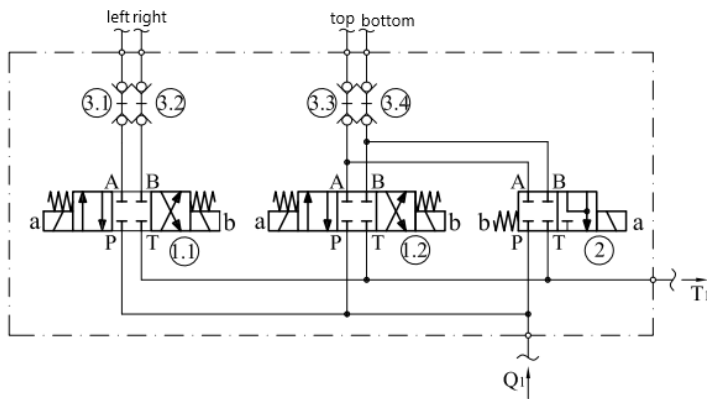 left right top bottom
3.1 3.2 3.3 3.4
A B A B A B
a b a b b a
P T 1.1 P T 1.2 P T 2
T1
Q1